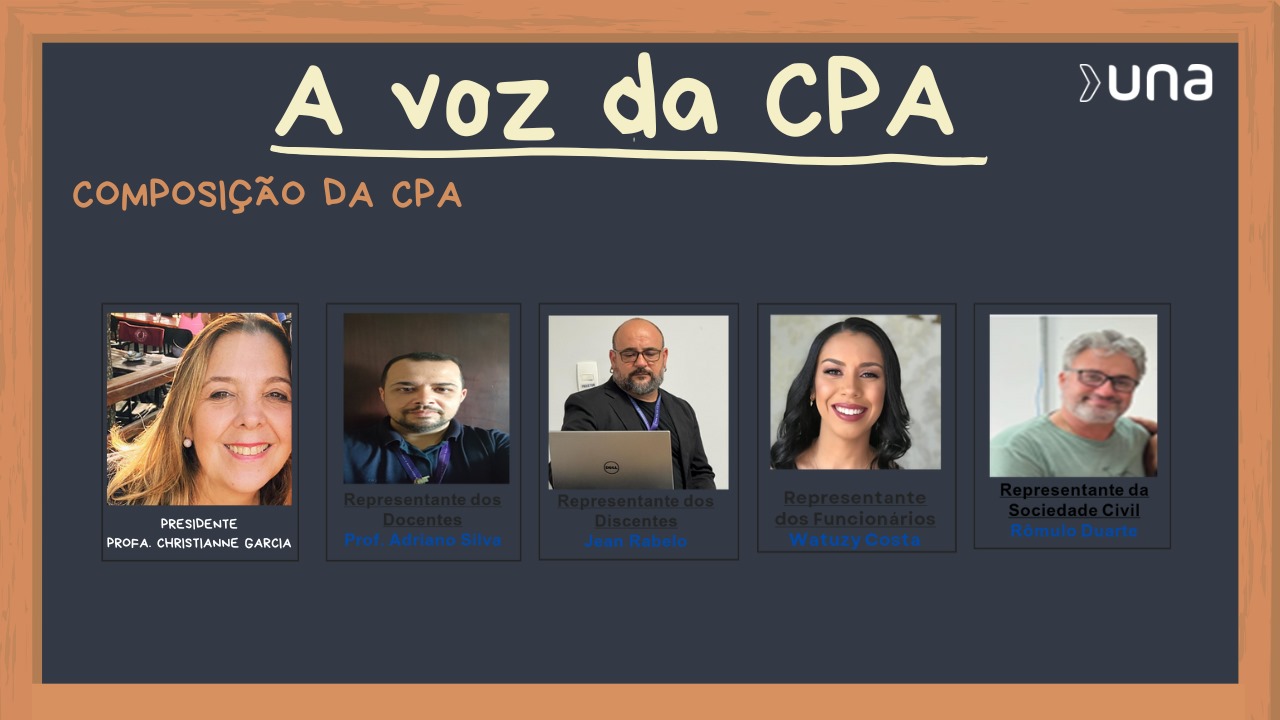 A voz da CPA
una
COMPOSIÇÃO DA CPA
PRESIDENTE
PROFA. CHRISTIANNE GARCIA
Representante dos
Docentes
Prof. Adriano Silva
Representante dos
Discentes
Jean Rabelo
Representante
dos Funcionários
Watuzy Costa
Representante da
Sociedade Civil
Rômulo Duarte